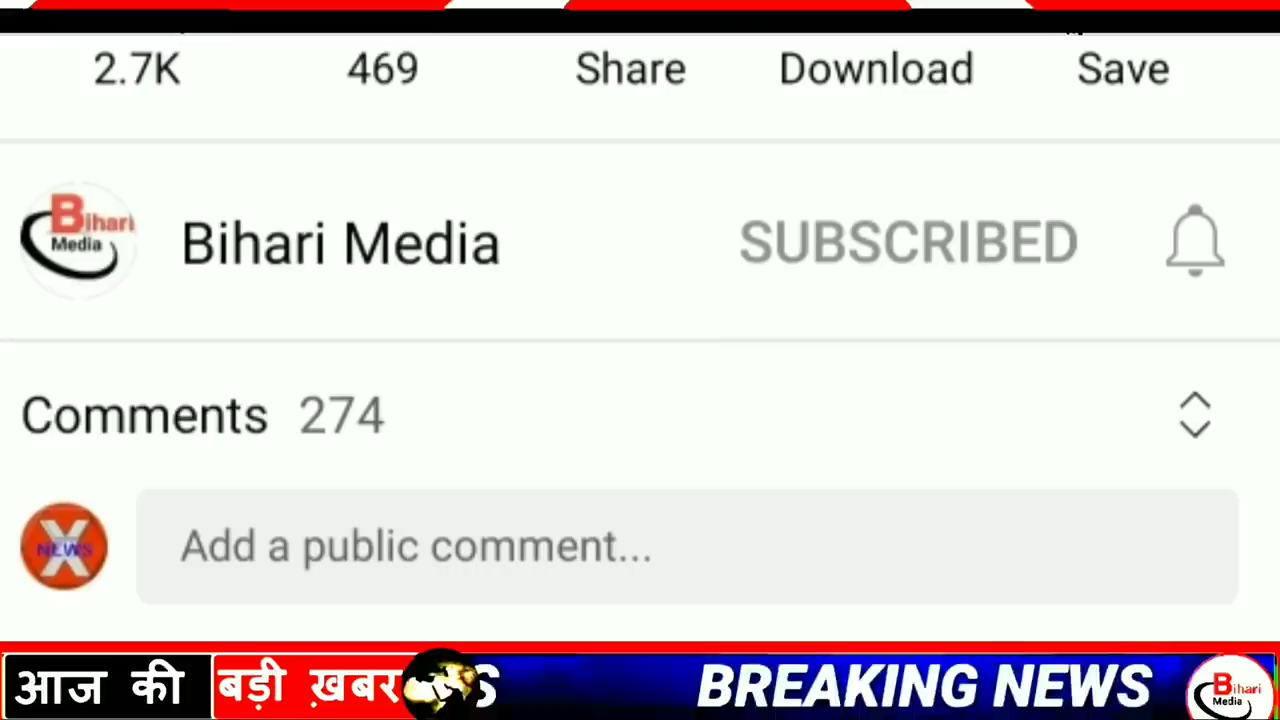 2.7K 469 Share Download Save
Bihari Media
Bihari Media SUBSCRIBED
Comments 274
NEWS X
Add a public comment...
आज की बड़ी ख़बर S BREAKING NEWS
Bihari Media